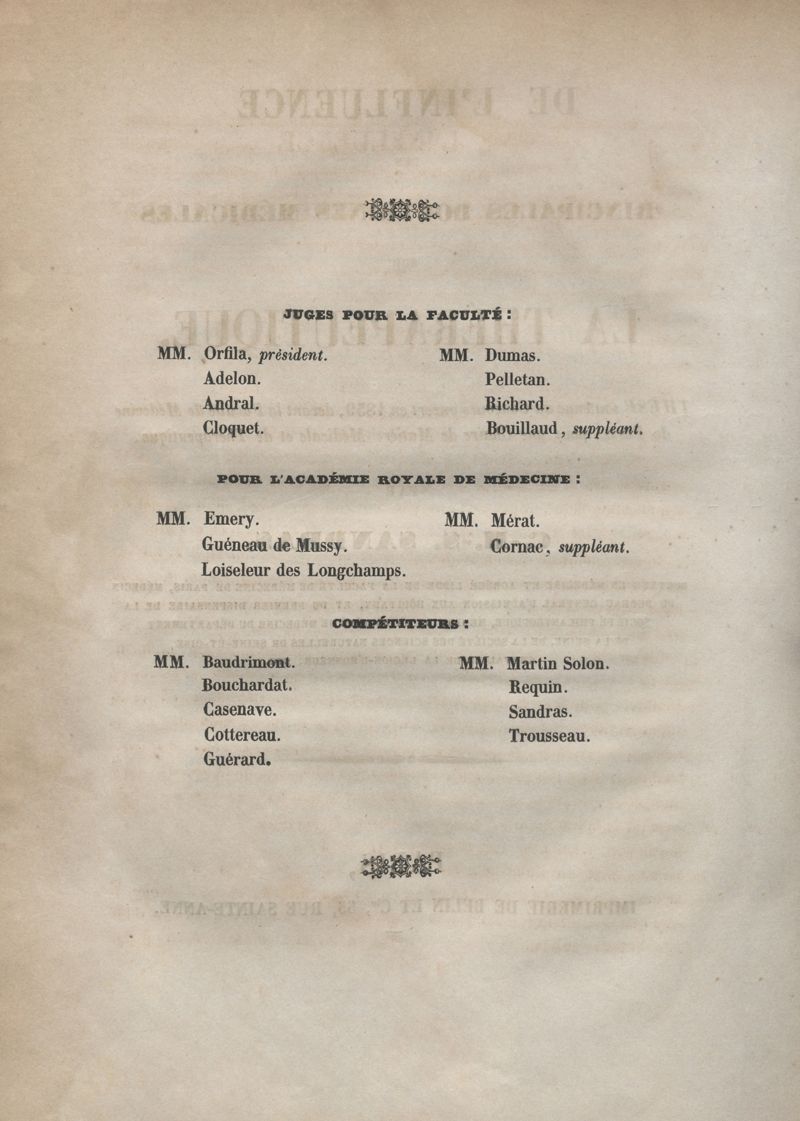 JUGES POUR LA FACULTÉ :
MM. Orfila, président.
Adelon.
Andral.
Cloquet.
MM. Dumas.
Pelletan.
Richard.
Bouillaud, suppléant.
POUR L'ACADÉMIE ROYALE DE MÉDECINE :
MM. Emery.
Guéneau de Mussy.
Loiseleur des Longchamps.
MM. Mérat.
Cornac, suppléant.
COMPÉTITEURS :
MM. Baudrimont.
Bouchardat.
Casenave.
Cottereau.
Guérard.
MM. Martin Solon.
Requin.
Sandras.
Trousseau.